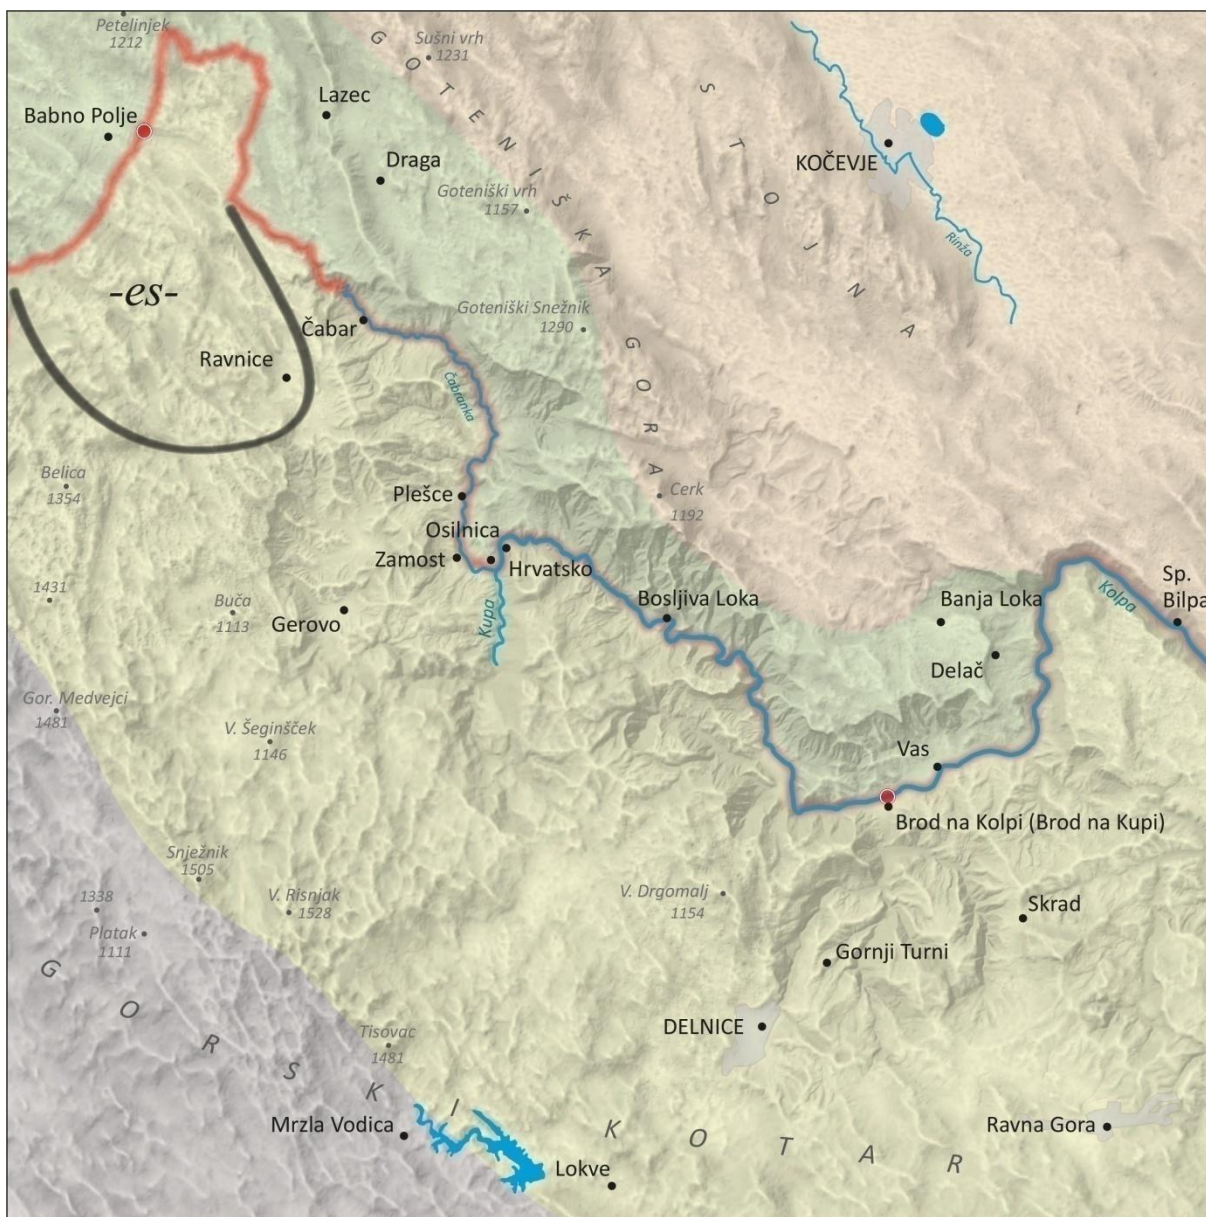 Petelinjek
1212
Sušni vrh
1231
GOTENIŠKA GORA
STOJNA
Babno Polje
Lazec
Draga
KOČEVJE
Goteniški vrh
1157
Rinža
-es-
Goteniški Snežnik
1290
Čabar
Ravnice
Čabranka
Belica
1354
Plešce
Cerk
1192
Osilnica
Zamost
Hrvatsko
Kupa
1431
Buča
1113
Gerovo
Bosljiva Loka
Banja Loka
Kolpa
Sp.
Bilpa
Delač
Gor. Medvejci
1481
V. Šeginšček
1146
Vas
Brod na Kolpi (Brod na Kupi)
Snježnik
1505
V. Risnjak
1528
1338
Platak
1111
V. Drgomalj
1154
Skrad
Gornji Turni
DELNICE
GORSKI KOTAR
Tisovac
1481
Mrzla Vodica
Lokve
Ravna Gora